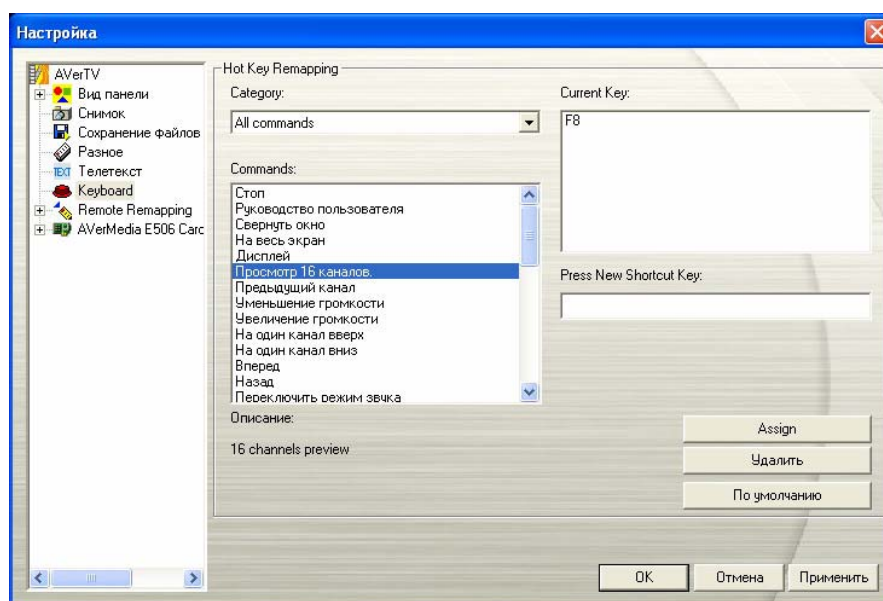 Настройка
AVerTV
Вид панели
Снимок
Сохранение файлов
Разное
TEXT Телетекст
Keyboard
Remote Remapping
AVerMedia E506 Carc
Hot Key Remapping
Category:
All commands
Commands:
Стоп
Руководство пользователя
Свернуть окно
На весь экран
Дисплей
Просмотр 16 каналов.
Предыдущий канал
Уменьшение громкости
Увеличение громкости
На один канал вверх
На один канал вниз
Вперед
Назад
Переключить режим звука
Описание:
16 channels preview
Current Key:
F8
Press New Shortcut Key:
Assign
Удалить
По умолчанию
OK
Отмена
Применить